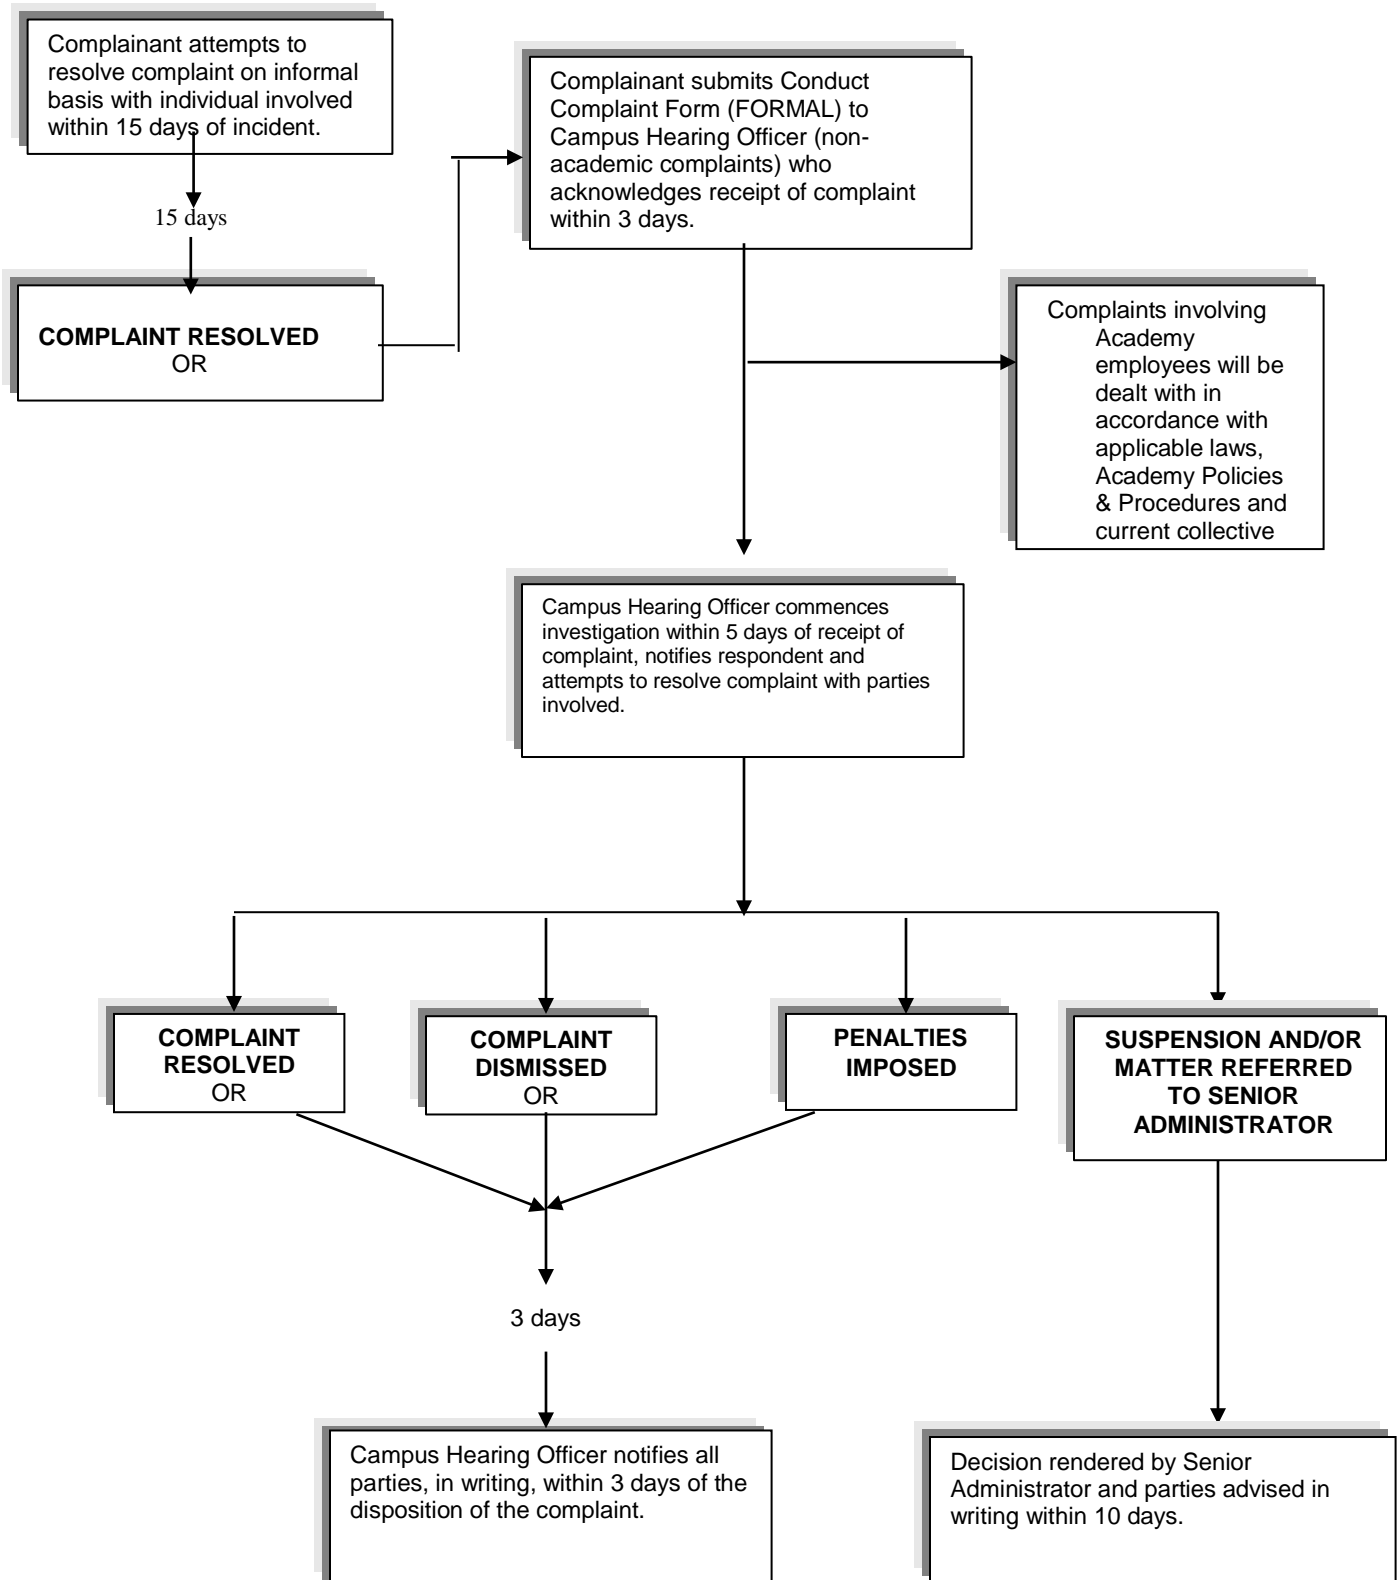 Complainant attempts to
resolve complaint on informal
basis with individual involved
within 15 days of incident.
15 days
COMPLAINT RESOLVED
OR
Complainant submits Conduct
Complaint Form (FORMAL) to
Campus Hearing Officer (non-
academic complaints) who
acknowledges receipt of complaint
within 3 days.
Complaints involving
Academy
employees will be
dealt with in
accordance with
applicable laws,
Academy Policies
& Procedures and
current collective
Campus Hearing Officer commences
investigation within 5 days of receipt of
complaint, notifies respondent and
attempts to resolve complaint with parties
involved.
COMPLAINT
RESOLVED
OR
COMPLAINT
DISMISSED
OR
PENALTIES
IMPOSED
SUSPENSION AND/OR
MATTER REFERRED
TO SENIOR
ADMINISTRATOR
3 days
Campus Hearing Officer notifies all
parties, in writing, within 3 days of the
disposition of the complaint.
Decision rendered by Senior
Administrator and parties advised in
writing within 10 days.